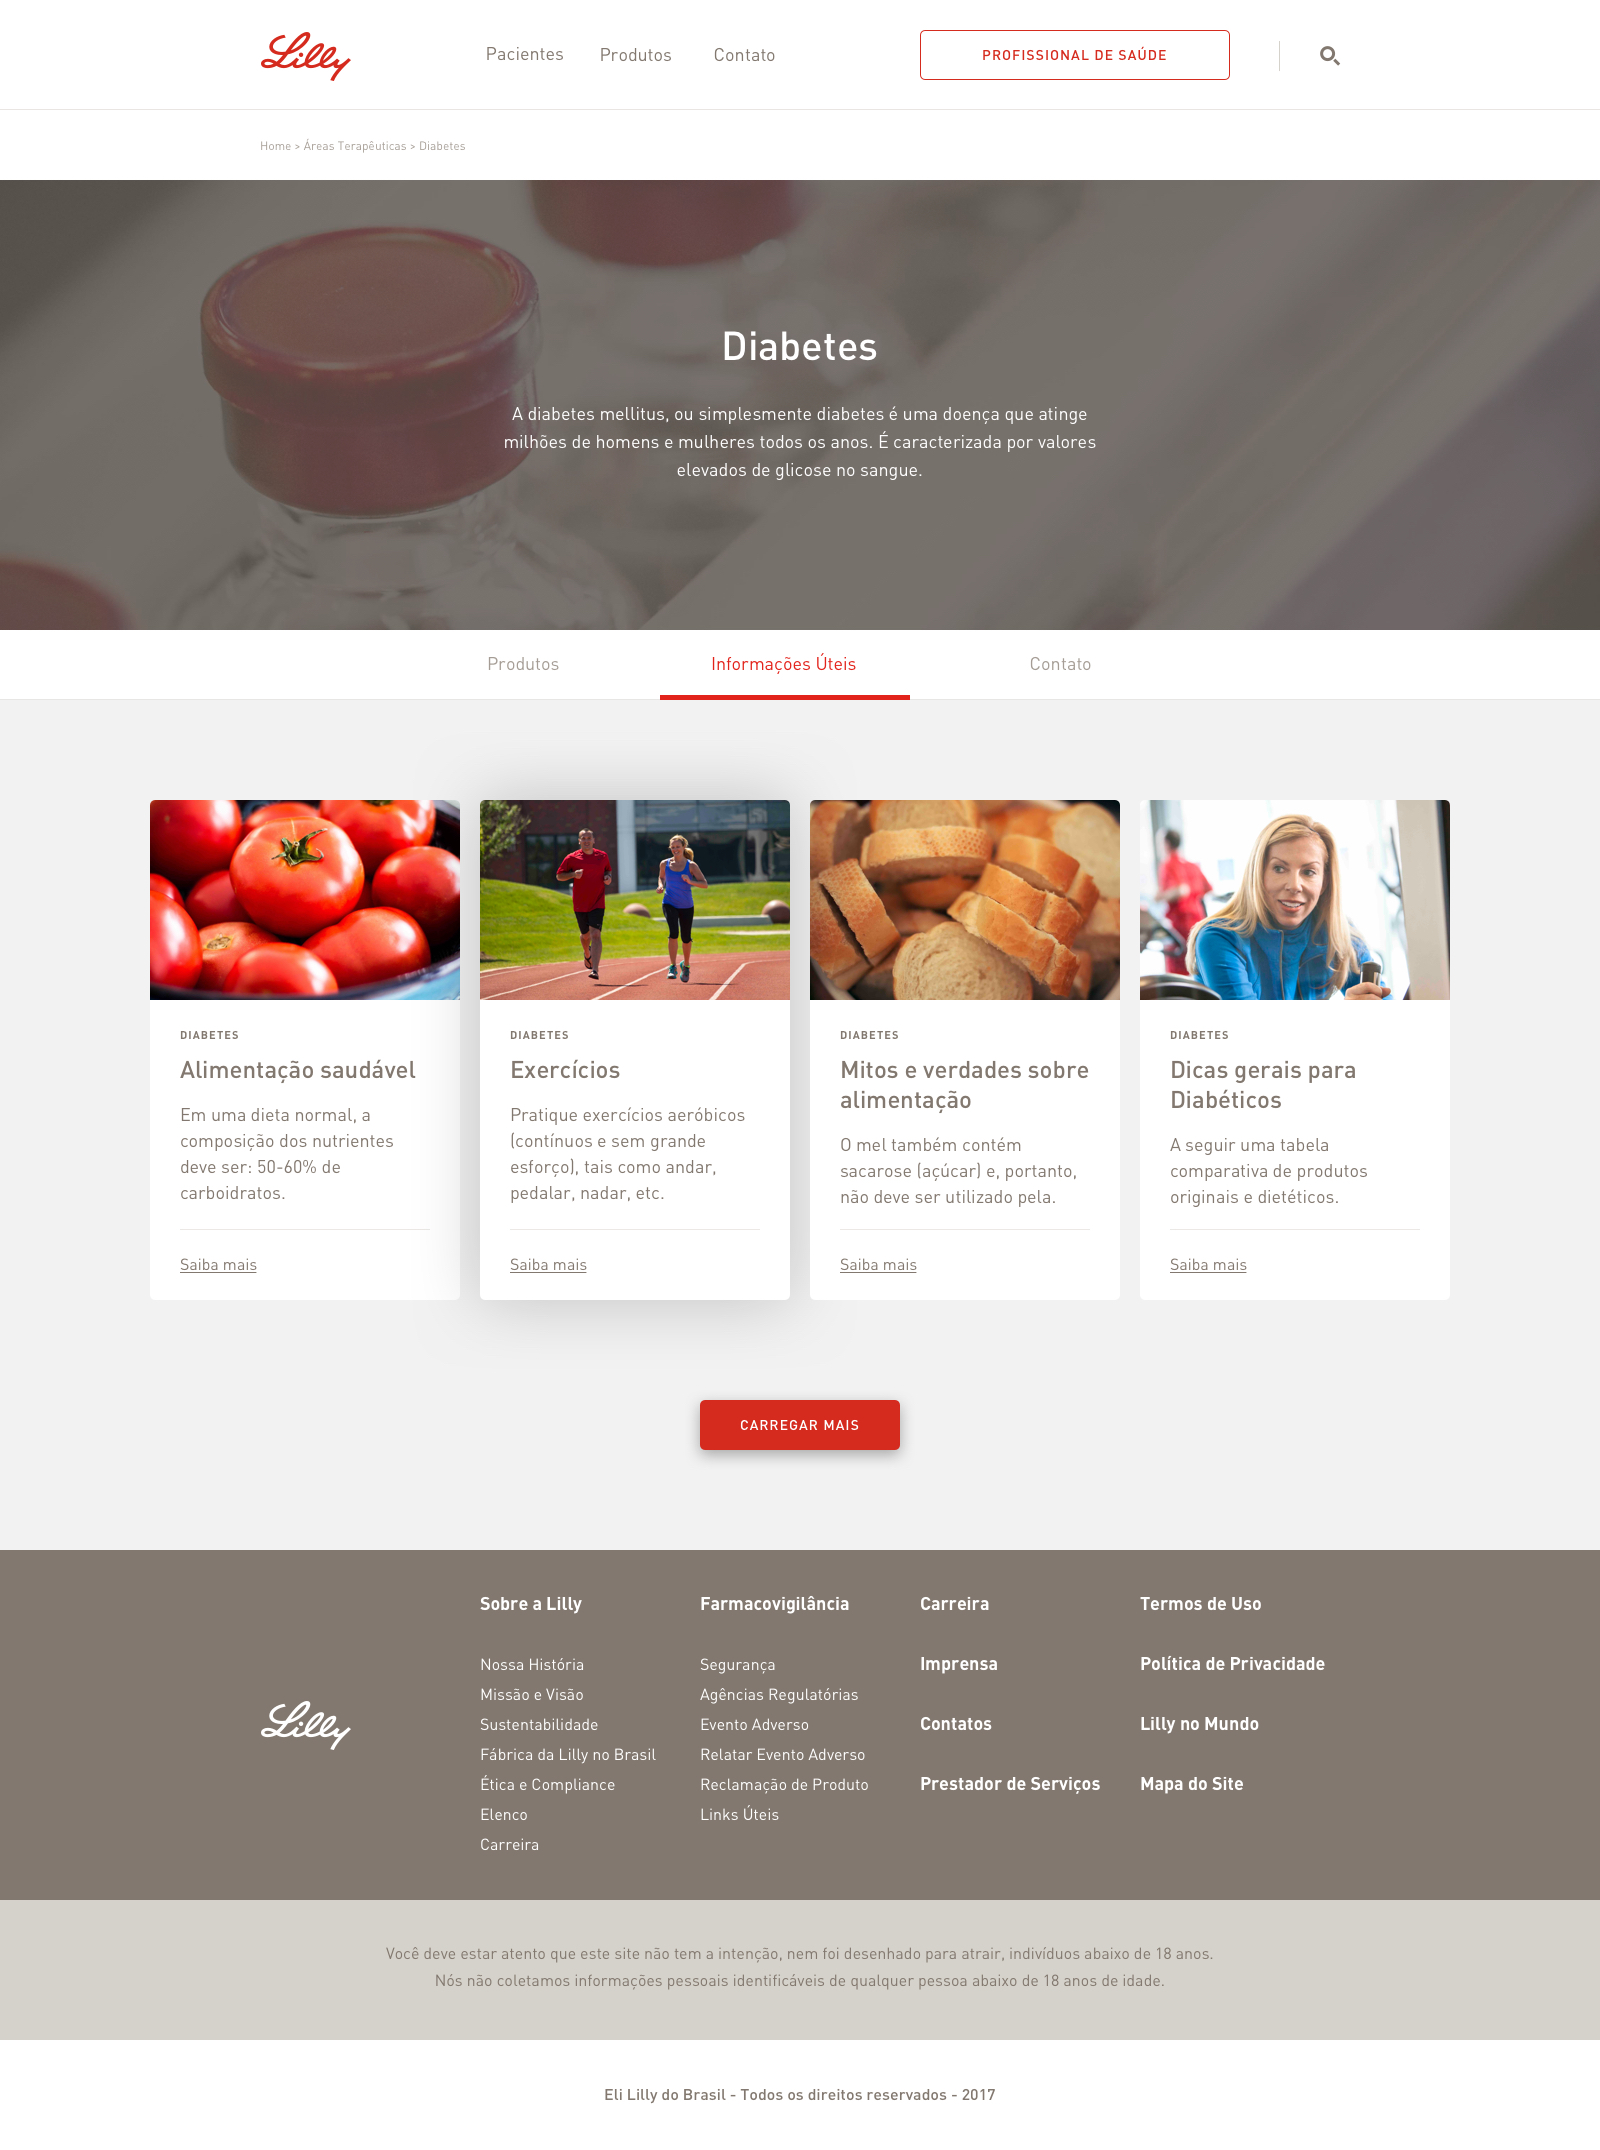 Lilly
Pacientes
Produtos
Contato
PROFISSIONAL DE SAÚDE
Home > Áreas Terapêuticas > Diabetes
Diabetes
A diabetes mellitus, ou simplesmente diabetes é uma doença que atinge
milhões de homens e mulheres todos os anos. É caracterizada por valores
elevados de glicose no sangue.
Produtos
Informações Úteis
Contato
DIABETES
Alimentação saudável
Em uma dieta normal, a
composição dos nutrientes
deve ser: 50-60% de
carboidratos.
Saiba mais
DIABETES
Exercícios
Pratique exercícios aeróbicos
(contínuos e sem grande
esforço), tais como andar,
pedalar, nadar, etc.
Saiba mais
DIABETES
Mitos e verdades sobre
alimentação
O mel também contém
sacarose (açúcar) e, portanto,
não deve ser utilizado pela.
Saiba mais
DIABETES
Dicas gerais para
Diabéticos
A seguir uma tabela
comparativa de produtos
originais e dietéticos.
Saiba mais
CARREGAR MAIS
Lilly
Sobre a Lilly
Nossa História
Missão e Visão
Sustentabilidade
Fábrica da Lilly no Brasil
Ética e Compliance
Elenco
Carreira
Farmacovigilância
Segurança
Agências Regulatórias
Evento Adverso
Relatar Evento Adverso
Reclamação de Produto
Links Úteis
Carreira
Imprensa
Contatos
Prestador de Serviços
Termos de Uso
Política de Privacidade
Lilly no Mundo
Mapa do Site
Você deve estar atento que este site não tem a intenção, nem foi desenhado para atrair, indivíduos abaixo de 18 anos.
Nós não coletamos informações pessoais identificáveis de qualquer pessoa abaixo de 18 anos de idade.
Eli Lilly do Brasil - Todos os direitos reservados - 2017